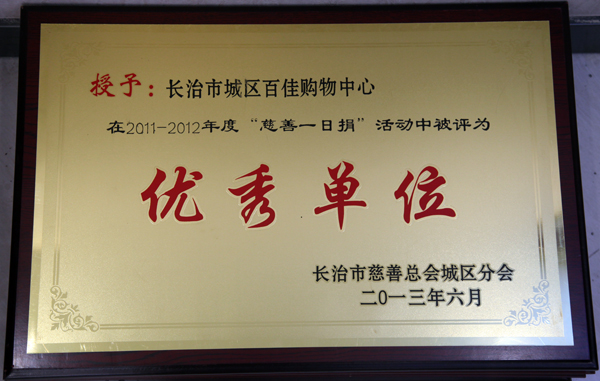 授予：长治市城区百佳购物中心
在2011-2012年度“慈善一日捐”活动中被评为
优秀单位
长治市慈善总会城区分会
二0一三年六月